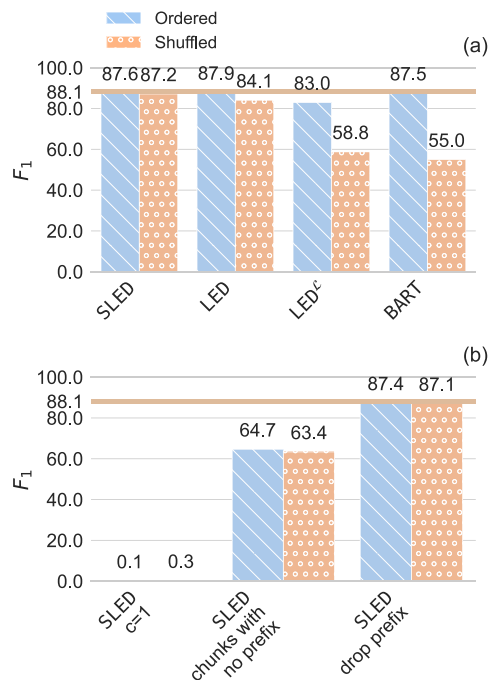 Ordered
Shuffled
(a)
100.0
88.1
80.0
60.0
40.0
20.0
0.0
F1
87.6 87.2 87.9 84.1 83.0 58.8 87.5 55.0
SLED LED LEDᴸ BART
(b)
100.0
88.1
80.0
60.0
40.0
20.0
0.0
F1
0.1 0.3 64.7 63.4 87.4 87.1
SLED
c=1
SLED
chunks with
no prefix
SLED
drop prefix